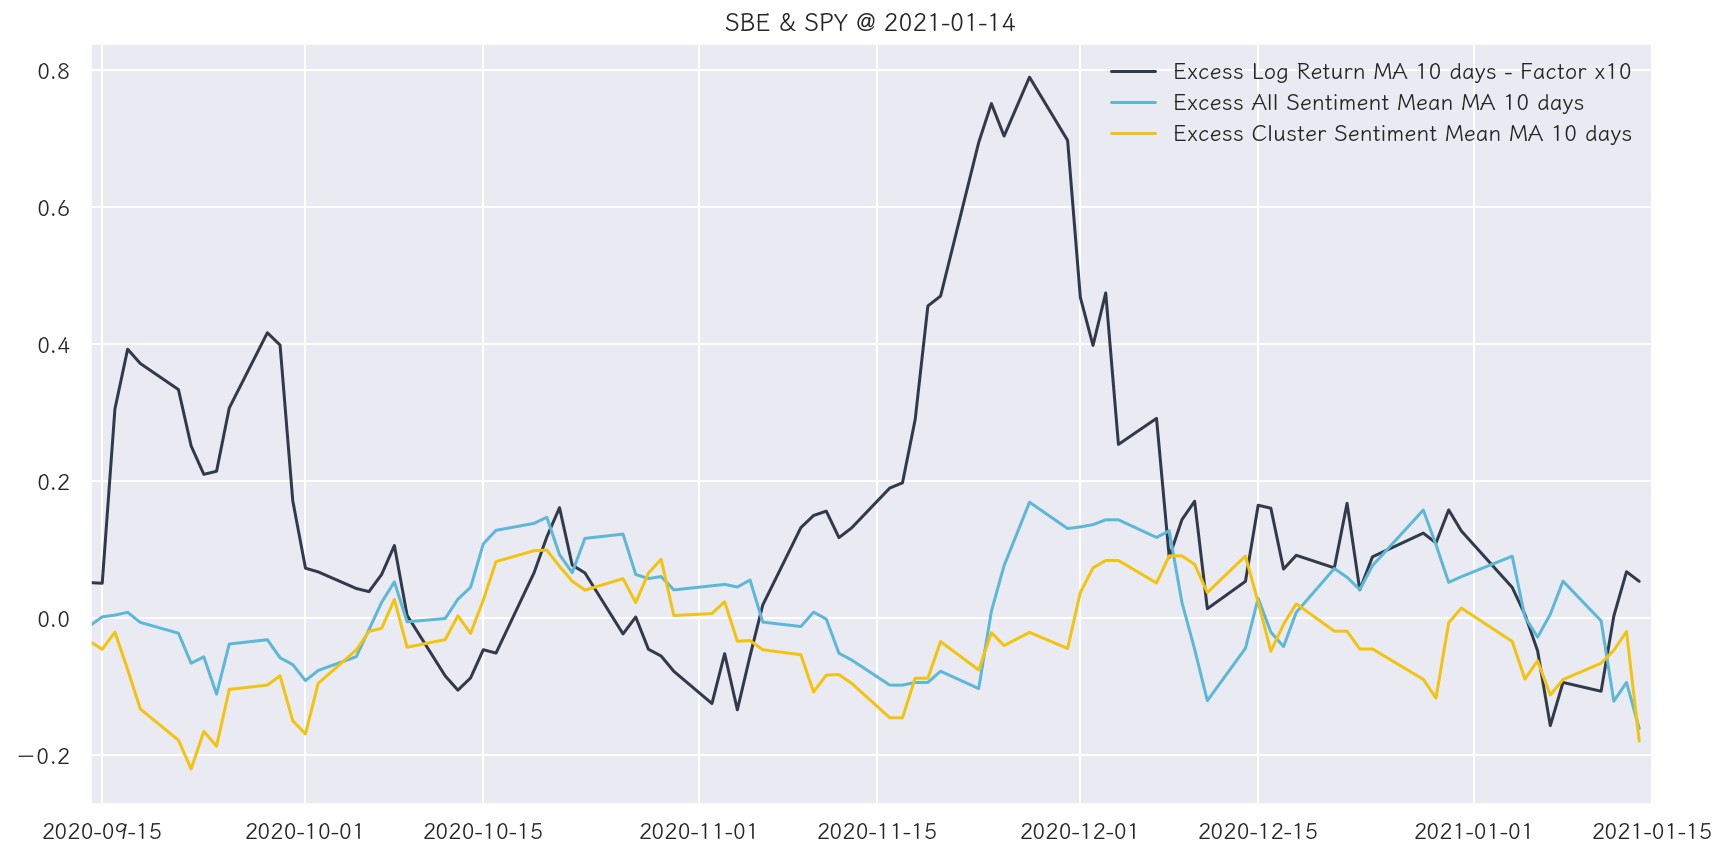 SBE & SPY @ 2021-01-14
Excess Log Return MA 10 days - Factor x10
Excess All Sentiment Mean MA 10 days
Excess Cluster Sentiment Mean MA 10 days
0.8
0.6
0.4
0.2
0.0
−0.2
2020-09-15 2020-10-01 2020-10-15 2020-11-01 2020-11-15 2020-12-01 2020-12-15 2021-01-01 2021-01-15